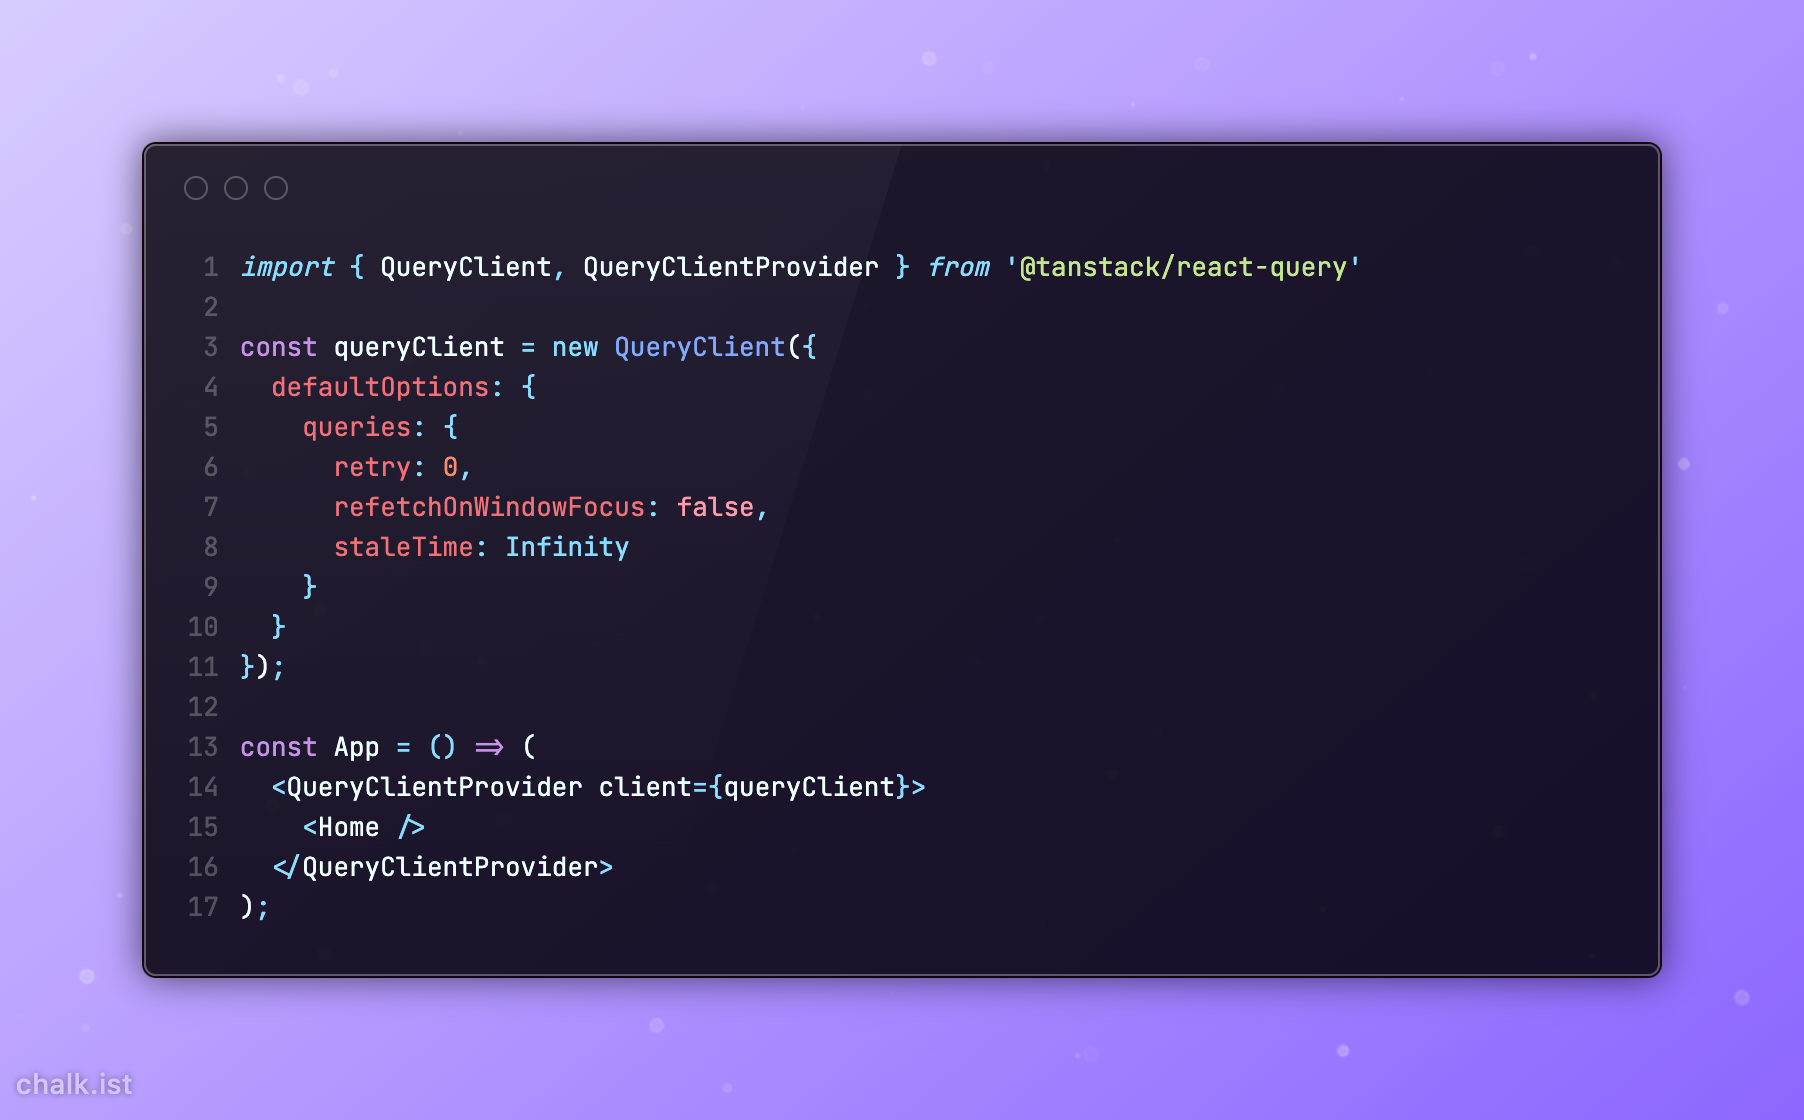 1 import { QueryClient, QueryClientProvider } from '@tanstack/react-query'
2
3 const queryClient = new QueryClient({
4   defaultOptions: {
5     queries: {
6       retry: 0,
7       refetchOnWindowFocus: false,
8       staleTime: Infinity
9     }
10   }
11 });
12
13 const App = () => (
14   <QueryClientProvider client={queryClient}>
15     <Home />
16   </QueryClientProvider>
17 );
chalk.ist